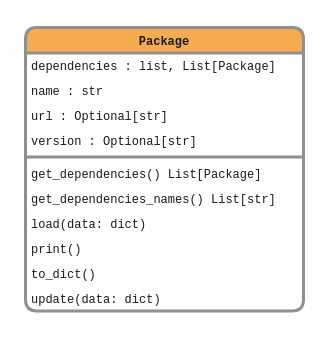 Package
dependencies : list, List[Package]
name : str
url : Optional[str]
version : Optional[str]
get_dependencies() List[Package]
get_dependencies_names() List[str]
load(data: dict)
print()
to_dict()
update(data: dict)